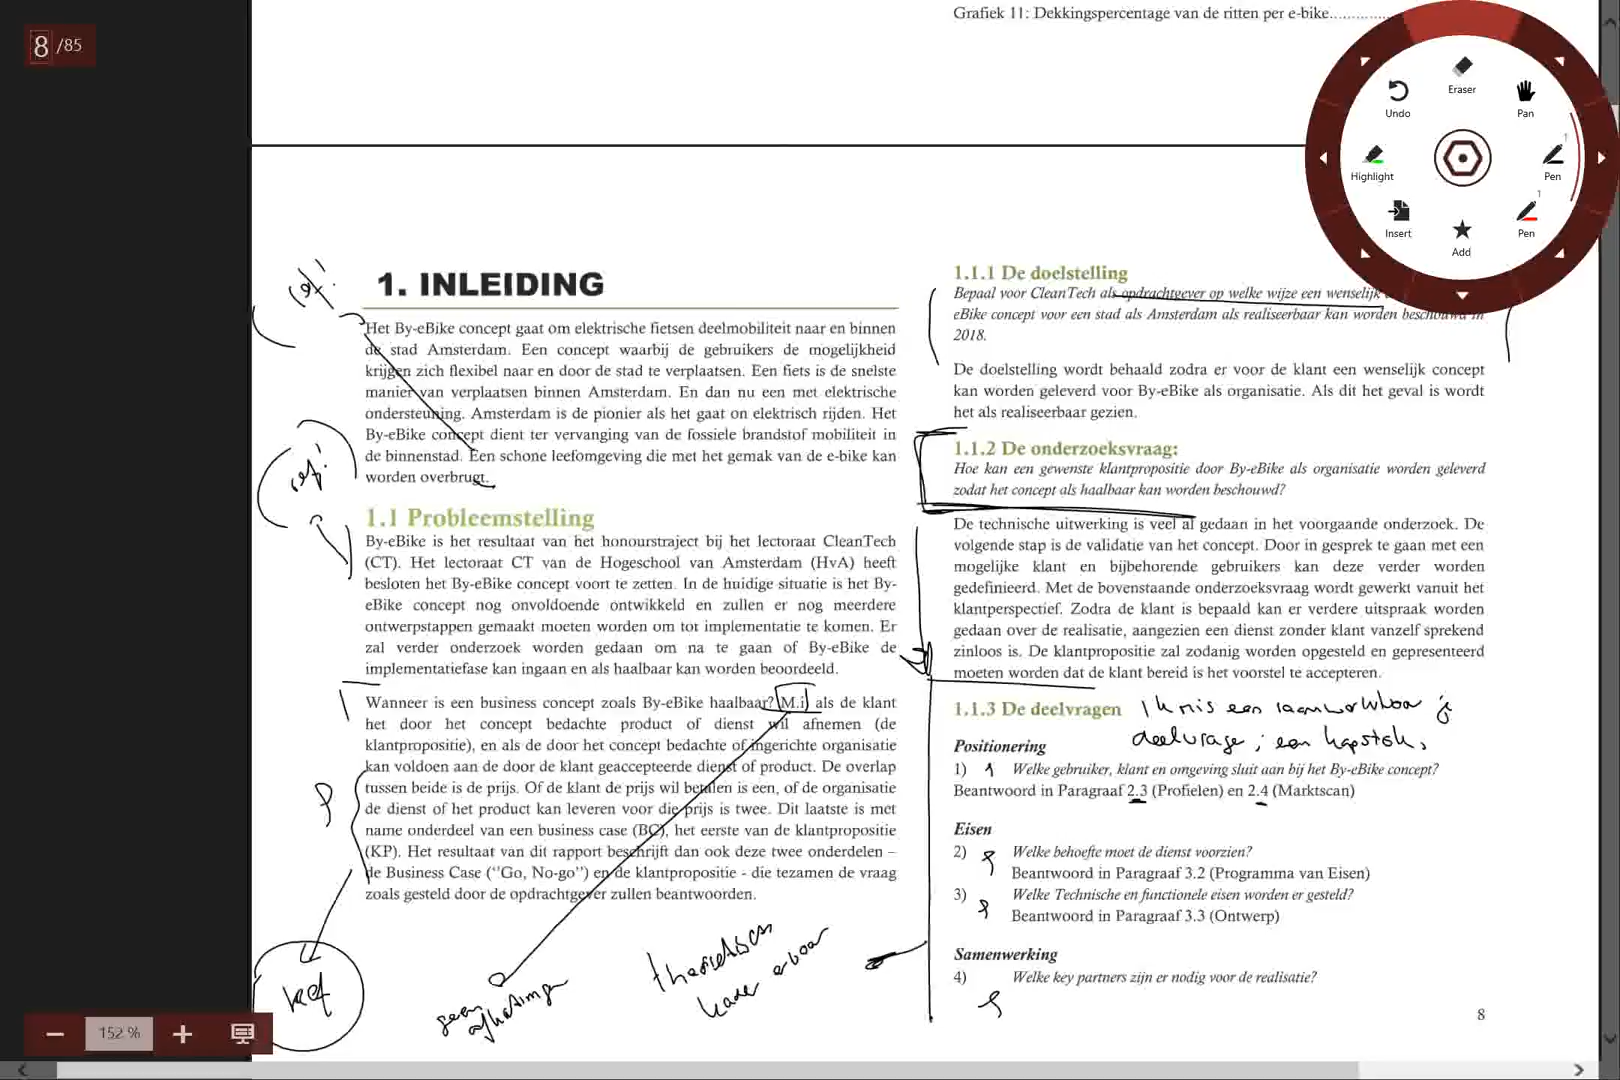 Grafiek 11: Dekkingspercentage van de ritten per e-bike..............
8 /85
Undo
Eraser
Pan
Highlight
Pen
Insert
Add
Pen
1
1
ref!
1. INLEIDING
Het By-eBike concept gaat om elektrische fietsen deelmobiliteit naar en binnen
de stad Amsterdam. Een concept waarbij de gebruikers de mogelijkheid
krijgen zich flexibel naar en door de stad te verplaatsen. Een fiets is de snelste
manier van verplaatsen binnen Amsterdam. En dan nu een met elektrische
ondersteuning. Amsterdam is de pionier als het gaat on elektrisch rijden. Het
By-eBike concept dient ter vervanging van de fossiele brandstof mobiliteit in
de binnenstad. Een schone leefomgeving die met het gemak van de e-bike kan
worden overbrugt.
ref!
1.1 Probleemstelling
By-eBike is het resultaat van het honourstraject bij het lectoraat CleanTech
(CT). Het lectoraat CT van de Hogeschool van Amsterdam (HvA) heeft
besloten het By-eBike concept voort te zetten. In de huidige situatie is het By-
eBike concept nog onvoldoende ontwikkeld en zullen er nog meerdere
ontwerpstappen gemaakt moeten worden om tot implementatie te komen. Er
zal verder onderzoek worden gedaan om na te gaan of By-eBike de
implementatiefase kan ingaan en als haalbaar kan worden beoordeeld.
Wanneer is een business concept zoals By-eBike haalbaar? M.i, als de klant
het door het concept bedachte product of dienst wil afnemen (de
klantpropositie), en als de door het concept bedachte of ingerichte organisatie
kan voldoen aan de door de klant geaccepteerde dienst of product. De overlap
tussen beide is de prijs. Of de klant de prijs wil betalen is een, of de organisatie
de dienst of het product kan leveren voor die prijs is twee. Dit laatste is met
name onderdeel van een business case (BC), het eerste van de klantpropositie
(KP). Het resultaat van dit rapport beschrijft dan ook deze twee onderdelen –
de Business Case (“Go, No-go”) en de klantpropositie - die tezamen de vraag
zoals gesteld door de opdrachtgever zullen beantwoorden.
ref
geen
afkortingen
theoretisch
kader ervoor
1.1.1 De doelstelling
Bepaal voor CleanTech als opdrachtgever op welke wijze een wenselijk
eBike concept voor een stad als Amsterdam als realiseerbaar kan worden beschouwd in
2018.
De doelstelling wordt behaald zodra er voor de klant een wenselijk concept
kan worden geleverd voor By-eBike als organisatie. Als dit het geval is wordt
het als realiseerbaar gezien.
1.1.2 De onderzoeksvraag:
Hoe kan een gewenste klantpropositie door By-eBike als organisatie worden geleverd
zodat het concept als haalbaar kan worden beschouwd?
De technische uitwerking is veel al gedaan in het voorgaande onderzoek. De
volgende stap is de validatie van het concept. Door in gesprek te gaan met een
mogelijke klant en bijbehorende gebruikers kan deze verder worden
gedefinieerd. Met de bovenstaande onderzoeksvraag wordt gewerkt vanuit het
klantperspectief. Zodra de klant is bepaald kan er verdere uitspraak worden
gedaan over de realisatie, aangezien een dienst zonder klant vanzelf sprekend
zinloos is. De klantpropositie zal zodanig worden opgesteld en gepresenteerd
moeten worden dat de klant bereid is het voorstel te accepteren.
1.1.3 De deelvragen
Ik mis een raamwerk voor je
deelvragen; een kapstok,
Positionering
1) Welke gebruiker, klant en omgeving sluit aan bij het By-eBike concept?
Beantwoord in Paragraaf 2.3 (Profielen) en 2.4 (Marktscan)
Eisen
2) Welke behoefte moet de dienst voorzien?
Beantwoord in Paragraaf 3.2 (Programma van Eisen)
3) Welke Technische en functionele eisen worden er gesteld?
Beantwoord in Paragraaf 3.3 (Ontwerp)
Samenwerking
4) Welke key partners zijn er nodig voor de realisatie?
8
152 %